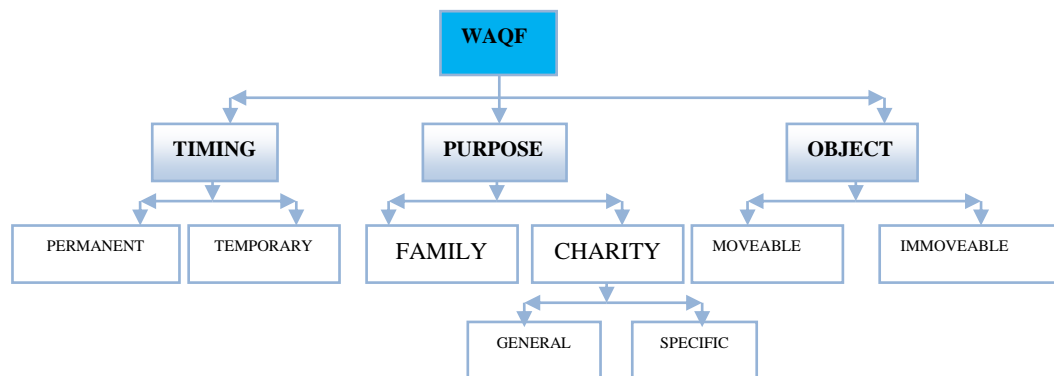 WAQF
TIMING
PURPOSE
OBJECT
PERMANENT
TEMPORARY
FAMILY
CHARITY
MOVEABLE
IMMOVEABLE
GENERAL
SPECIFIC